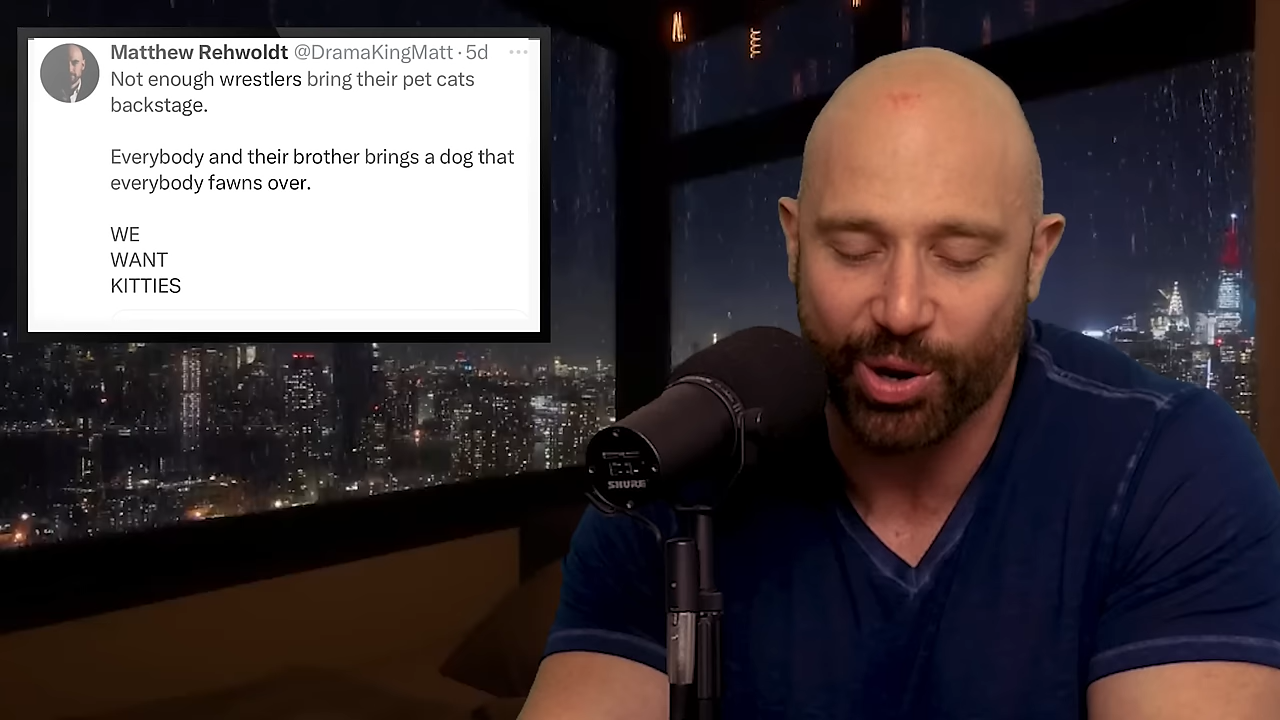 Matthew Rehwoldt @DramaKingMatt · 5d ...
Not enough wrestlers bring their pet cats
backstage.
Everybody and their brother brings a dog that
everybody fawns over.
WE
WANT
KITTIES
SHURE